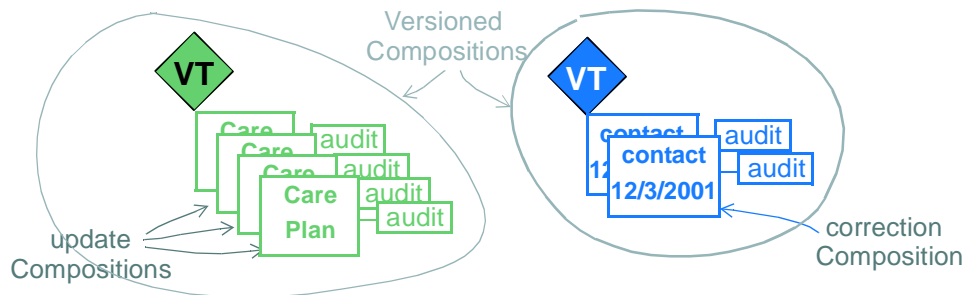 Versioned
Compositions
VT
Care
audit
Care
audit
Care
audit
Care
Plan
audit
update
Compositions
VT
contact
audit
12
contact
12/3/2001
audit
correction
Composition